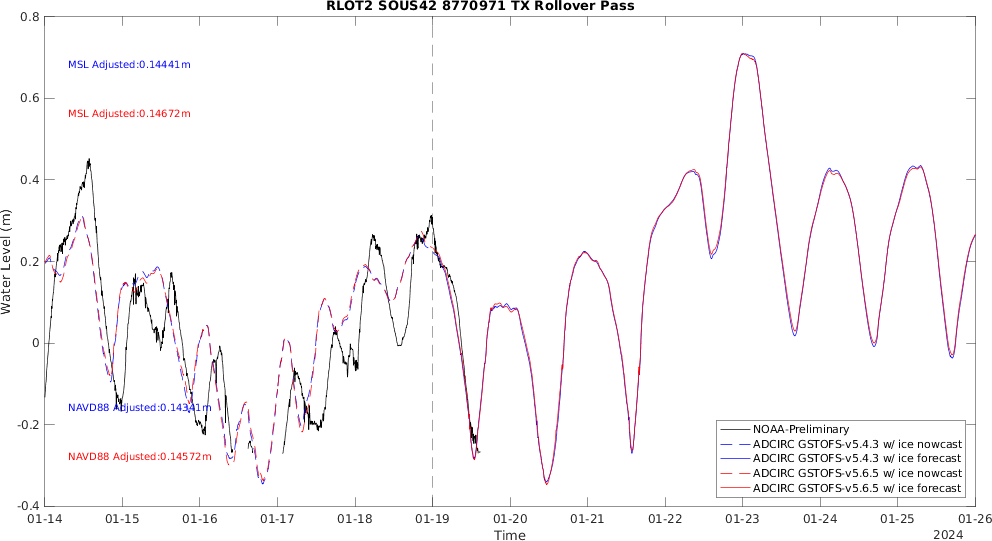 RLOT2 SOUS42 8770971 TX Rollover Pass
0.8
0.6
0.4
0.2
0
-0.2
-0.4
Water Level (m)
MSL Adjusted:0.14441m
MSL Adjusted:0.14672m
NAVD88 Adjusted:0.14341m
NAVD88 Adjusted:0.14572m
NOAA-Preliminary
ADCIRC GSTOFS-v5.4.3 w/ ice nowcast
ADCIRC GSTOFS-v5.4.3 w/ ice forecast
ADCIRC GSTOFS-v5.6.5 w/ ice nowcast
ADCIRC GSTOFS-v5.6.5 w/ ice forecast
01-14 01-15 01-16 01-17 01-18 01-19 01-20 01-21 01-22 01-23 01-24 01-25 01-26
Time
2024